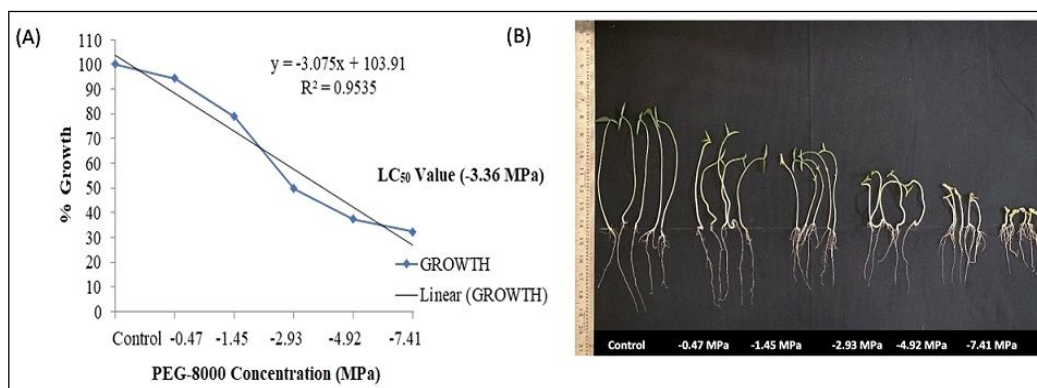 (A)
110
100
90
80
70
60
50
40
30
20
10
0
% Growth
y = -3.075x + 103.91
R² = 0.9535
LC₅₀ Value (-3.36 MPa)
GROWTH
Linear (GROWTH)
Control -0.47 -1.45 -2.93 -4.92 -7.41
PEG-8000 Concentration (MPa)
(B)
Control -0.47 MPa -1.45 MPa -2.93 MPa -4.92 MPa -7.41 MPa